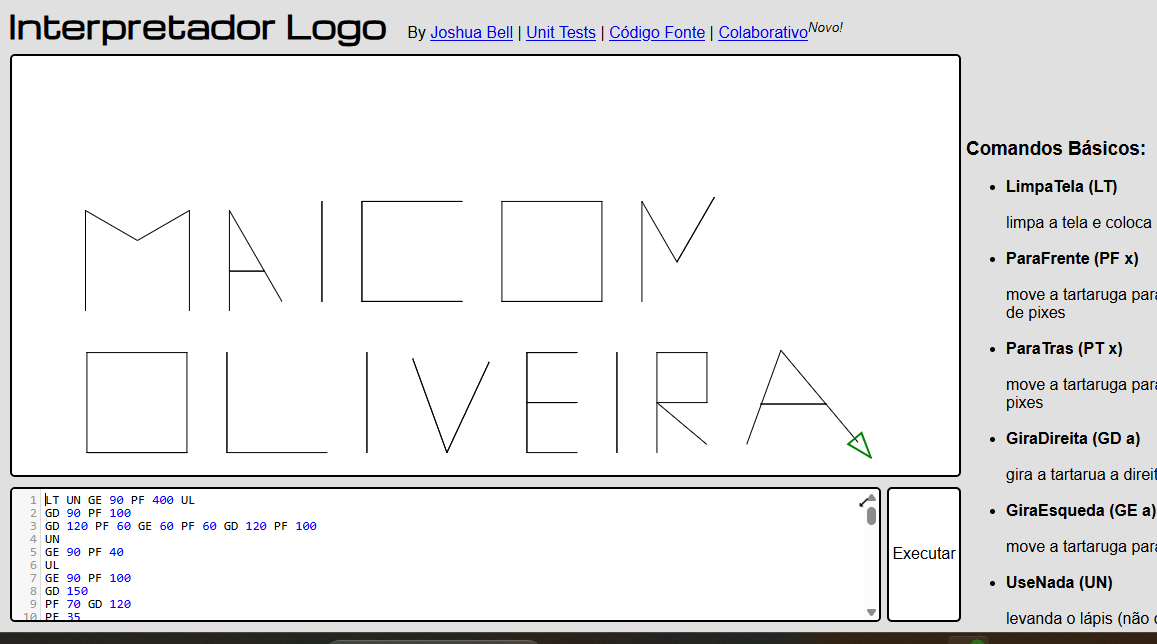 Interpretador Logo By Joshua Bell | Unit Tests | Código Fonte | Colaborativo Novo!
MAICOM
OLIVEIRA
Comandos Básicos:
• LimpaTela (LT)
limpa a tela e coloca
• ParaFrente (PF x)
move a tartaruga para
de pixes
• ParaTras (PT x)
move a tartaruga para
pixes
• GiraDireita (GD a)
gira a tartarua a direit
• GiraEsqueda (GE a)
move a tartaruga para
• UseNada (UN)
levanda o lápis (não
1 LT UN GE 90 PF 400 UL
2 GD 90 PF 100
3 GD 120 PF 60 GE 60 PF 60 GD 120 PF 100
4 UN
5 GE 90 PF 40
6 UL
7 GE 90 PF 100
8 GD 150
9 PF 70 GD 120
10 PF 35
Executar